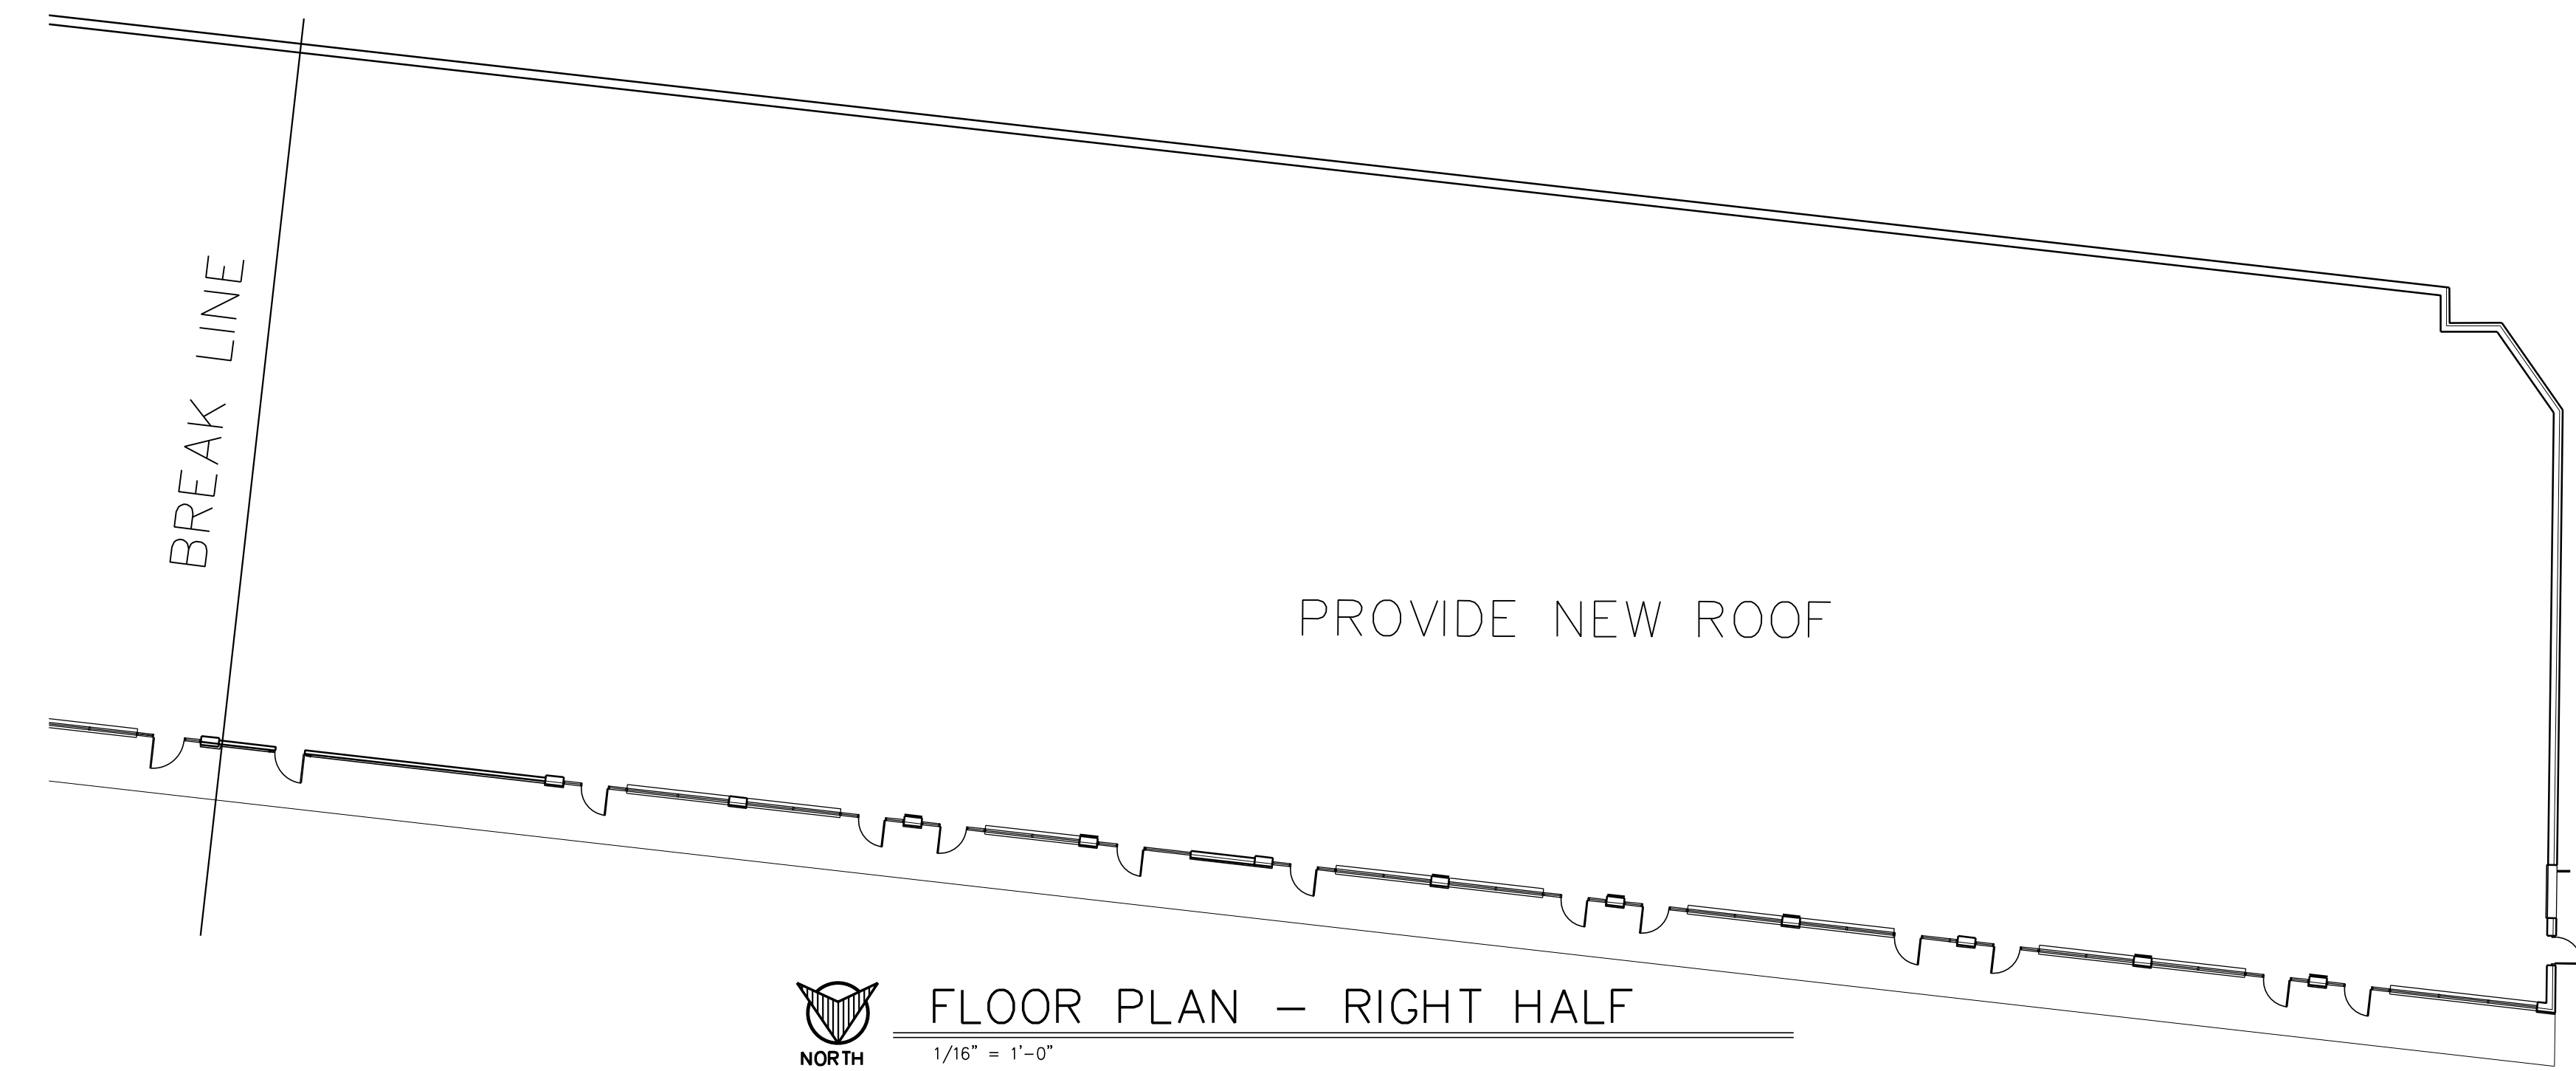 BREAK LINE
PROVIDE NEW ROOF
FLOOR PLAN – RIGHT HALF
NORTH
1/16" = 1'–0"